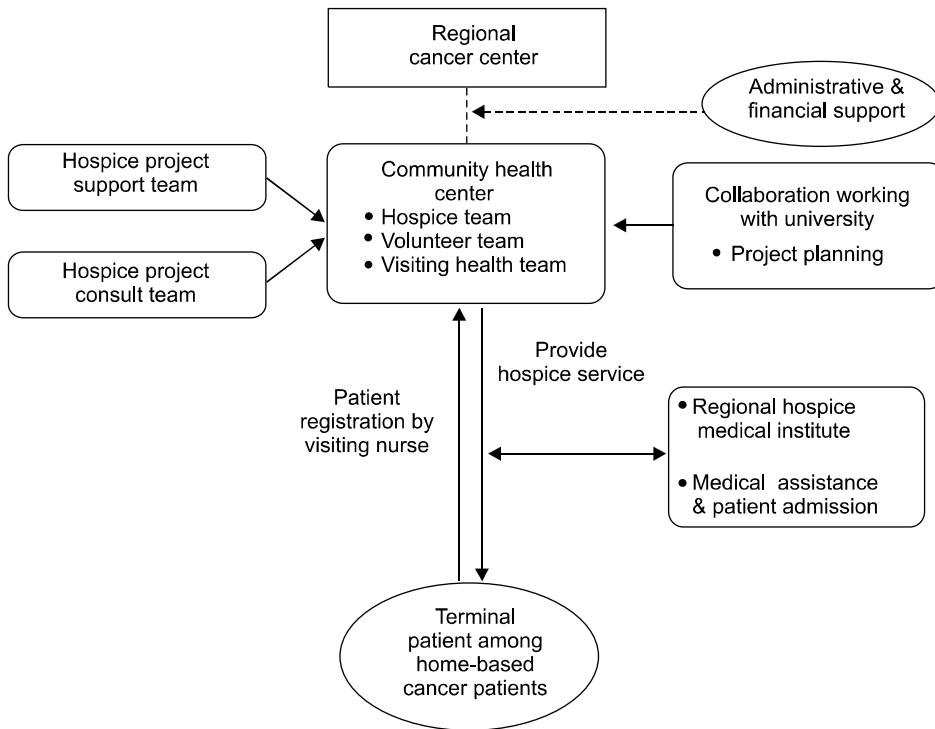 Regional
cancer center
Administrative &
financial support
Hospice project
support team
Community health
center
• Hospice team
• Volunteer team
• Visiting health team
Collaboration working
with university
• Project planning
Hospice project
consult team
Provide
hospice service
Patient
registration by
visiting nurse
• Regional hospice
medical institute
• Medical assistance
& patient admission
Terminal
patient among
home-based
cancer patients